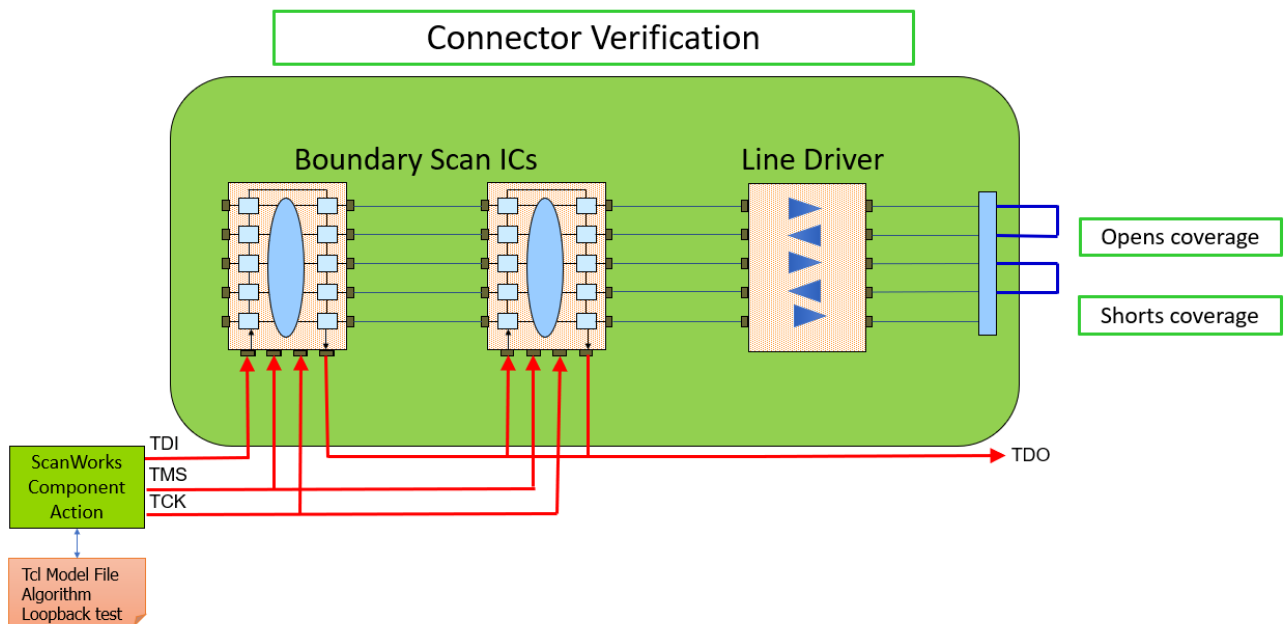 Connector Verification
Boundary Scan ICs
Line Driver
Opens coverage
Shorts coverage
TDI
TMS
TCK
TDO
ScanWorks
Component
Action
Tcl Model File
Algorithm
Loopback test